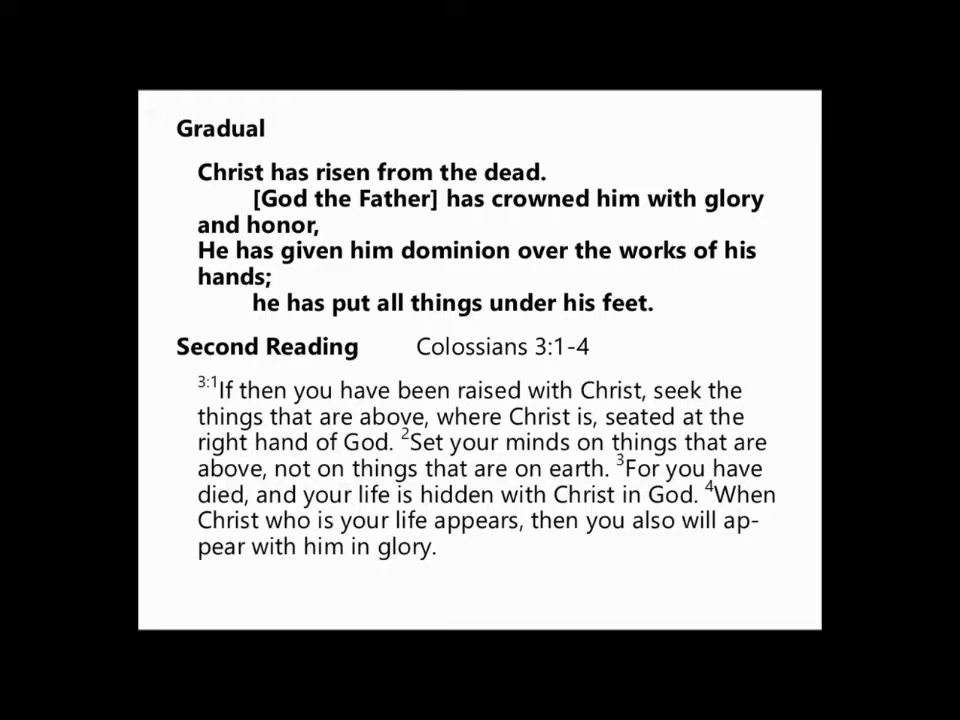 Gradual
Christ has risen from the dead.
[God the Father] has crowned him with glory
and honor,
He has given him dominion over the works of his
hands;
he has put all things under his feet.
Second Reading Colossians 3:1-4
3:1If then you have been raised with Christ, seek the
things that are above, where Christ is, seated at the
right hand of God. 2Set your minds on things that are
above, not on things that are on earth. 3For you have
died, and your life is hidden with Christ in God. 4When
Christ who is your life appears, then you also will ap-
pear with him in glory.